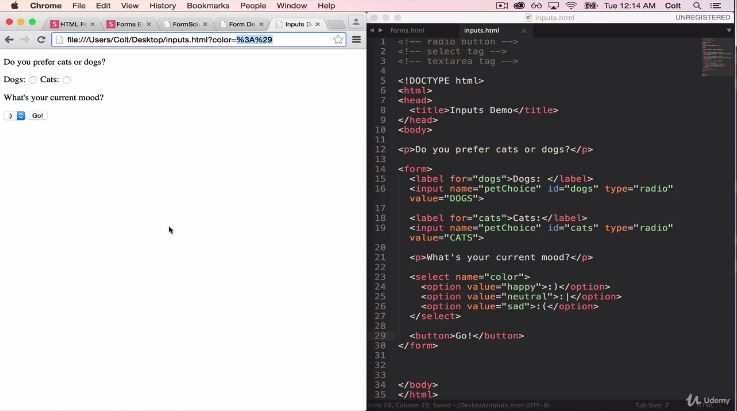 Chrome File Edit View History Bookmarks People Window Help Tue 12:14 AM Colt
HTML F Forms E FormSol Form De Inputs D
file:///Users/Colt/Desktop/inputs.html?color=%3A%29
Do you prefer cats or dogs?
Dogs: Cats:
What's your current mood?
:) Go!
inputs.html UNREGISTERED
forms.html inputs.html
2 <!-- radio button -->
3 <!-- select tag -->
4 <!-- textarea tag -->
5
6 <!DOCTYPE html>
6 <html>
7 <head>
8 <title>Inputs Demo</title>
9 </head>
10 <body>
12 <p>Do you prefer cats or dogs?</p>
14 <form>
15 <label for="dogs">Dogs: </label>
16 <input name="petChoice" id="dogs" type="radio"
value="DOGS">
17
18 <label for="cats">Cats:</label>
19 <input name="petChoice" id="cats" type="radio"
value="CATS">
20
21 <p>What's your current mood?</p>
22
23 <select name="color">
24 <option value="happy">:)</option>
25 <option value="neutral">:|</option>
26 <option value="sad">:(</option>
27 </select>
28
29 <button>Go!</button>
30 </form>
31
32
33
34 </body>
35 </html>
Line 29, Column 23; Saved ~/Desktop/inputs.html (UTF-8) Tab Size: 2 HTML
Udemy